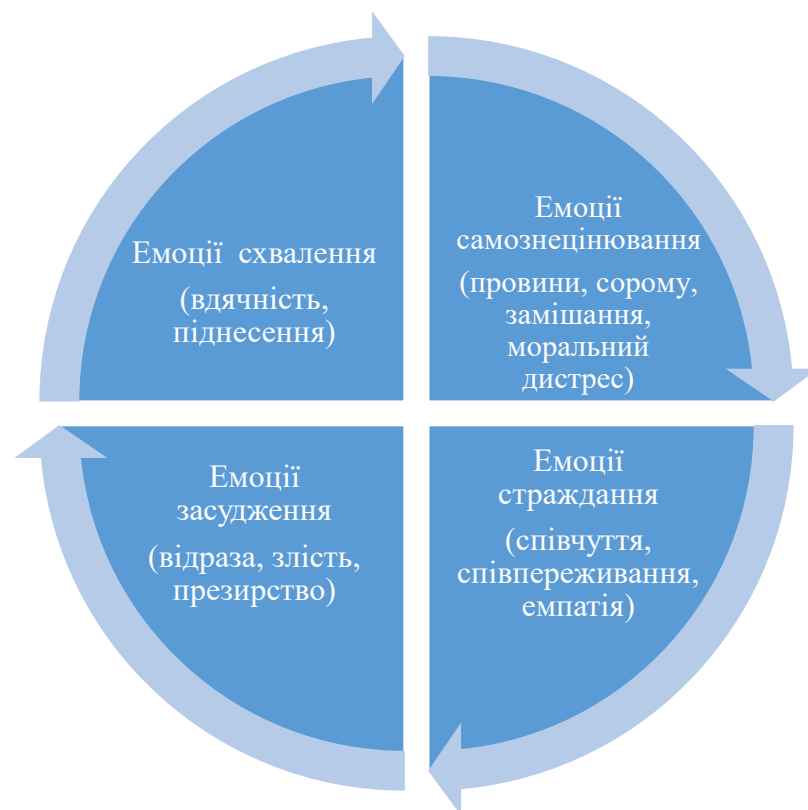 Емоції схвалення
(вдячність,
піднесення)
Емоції
самознецінювання
(провини, сорому,
замішання,
моральний
дистрес)
Емоції
засудження
(відраза, злість,
презирство)
Емоції
страждання
(співчуття,
співпереживання,
емпатія)